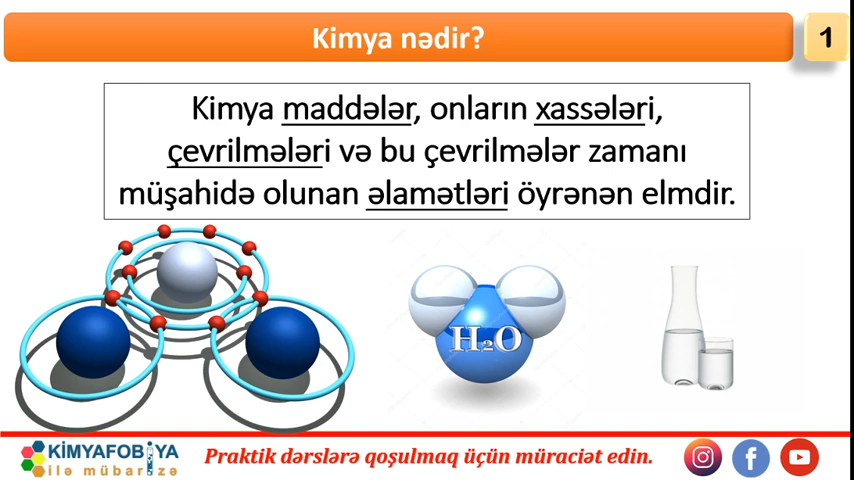 Kimya nədir?
1
Kimya maddələr, onların xassələri,
çevrilmələri və bu çevrilmələr zamanı
müşahidə olunan əlamətləri öyrənən elmdir.
H₂O
KİMYAFOBİYA
ilə mübarizə
Praktik dərslərə qoşulmaq üçün müraciət edin.